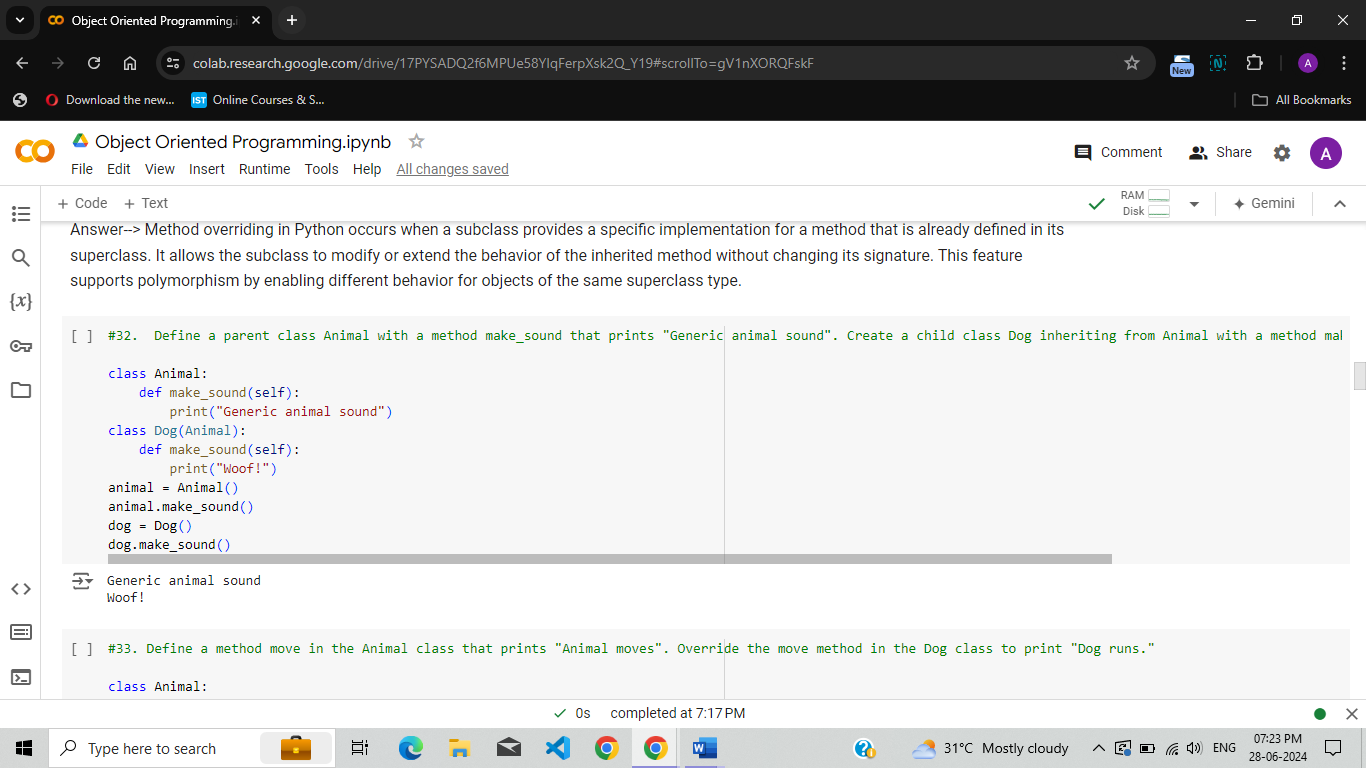 Object Oriented Programming.i
colab.research.google.com/drive/17PYSADQ2f6MPUe58YIqFerpXsk2Q_Y19#scrollTo=gV1nXORQFskF
New
A
Download the new...
IST Online Courses & S...
All Bookmarks
Object Oriented Programming.ipynb
File Edit View Insert Runtime Tools Help All changes saved
Comment
Share
A
+ Code + Text
RAM
Disk
Gemini
Answer--> Method overriding in Python occurs when a subclass provides a specific implementation for a method that is already defined in its
superclass. It allows the subclass to modify or extend the behavior of the inherited method without changing its signature. This feature
supports polymorphism by enabling different behavior for objects of the same superclass type.
[ ] #32.  Define a parent class Animal with a method make_sound that prints "Generic animal sound". Create a child class Dog inheriting from Animal with a method mak
class Animal:
    def make_sound(self):
        print("Generic animal sound")
class Dog(Animal):
    def make_sound(self):
        print("Woof!")
animal = Animal()
animal.make_sound()
dog = Dog()
dog.make_sound()
Generic animal sound
Woof!
[ ] #33. Define a method move in the Animal class that prints "Animal moves". Override the move method in the Dog class to print "Dog runs."
class Animal:
0s completed at 7:17 PM
Type here to search
31°C Mostly cloudy
ENG
07:23 PM
28-06-2024